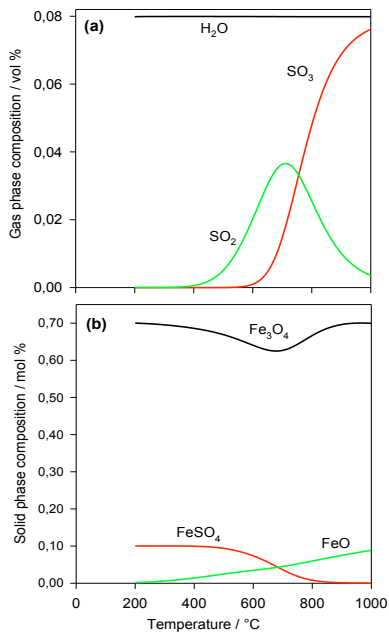 0,08
(a)
H₂O
SO₃
0,06
0,04
SO₂
0,02
0,00
Gas phase composition / vol %
(b)
0,70
Fe₃O₄
0,60
0,50
0,40
0,30
0,20
FeSO₄
FeO
0,10
0,00
Solid phase composition / mol %
0 200 400 600 800 1000
Temperature / °C